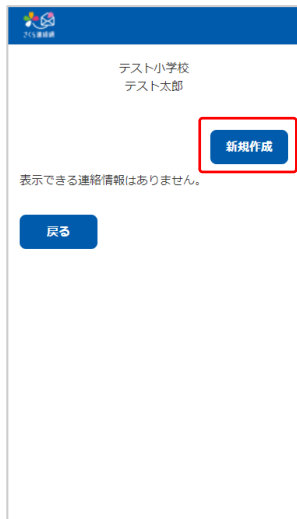 さくら連絡網
テスト小学校
テスト太郎
新規作成
表示できる連絡情報はありません。
戻る